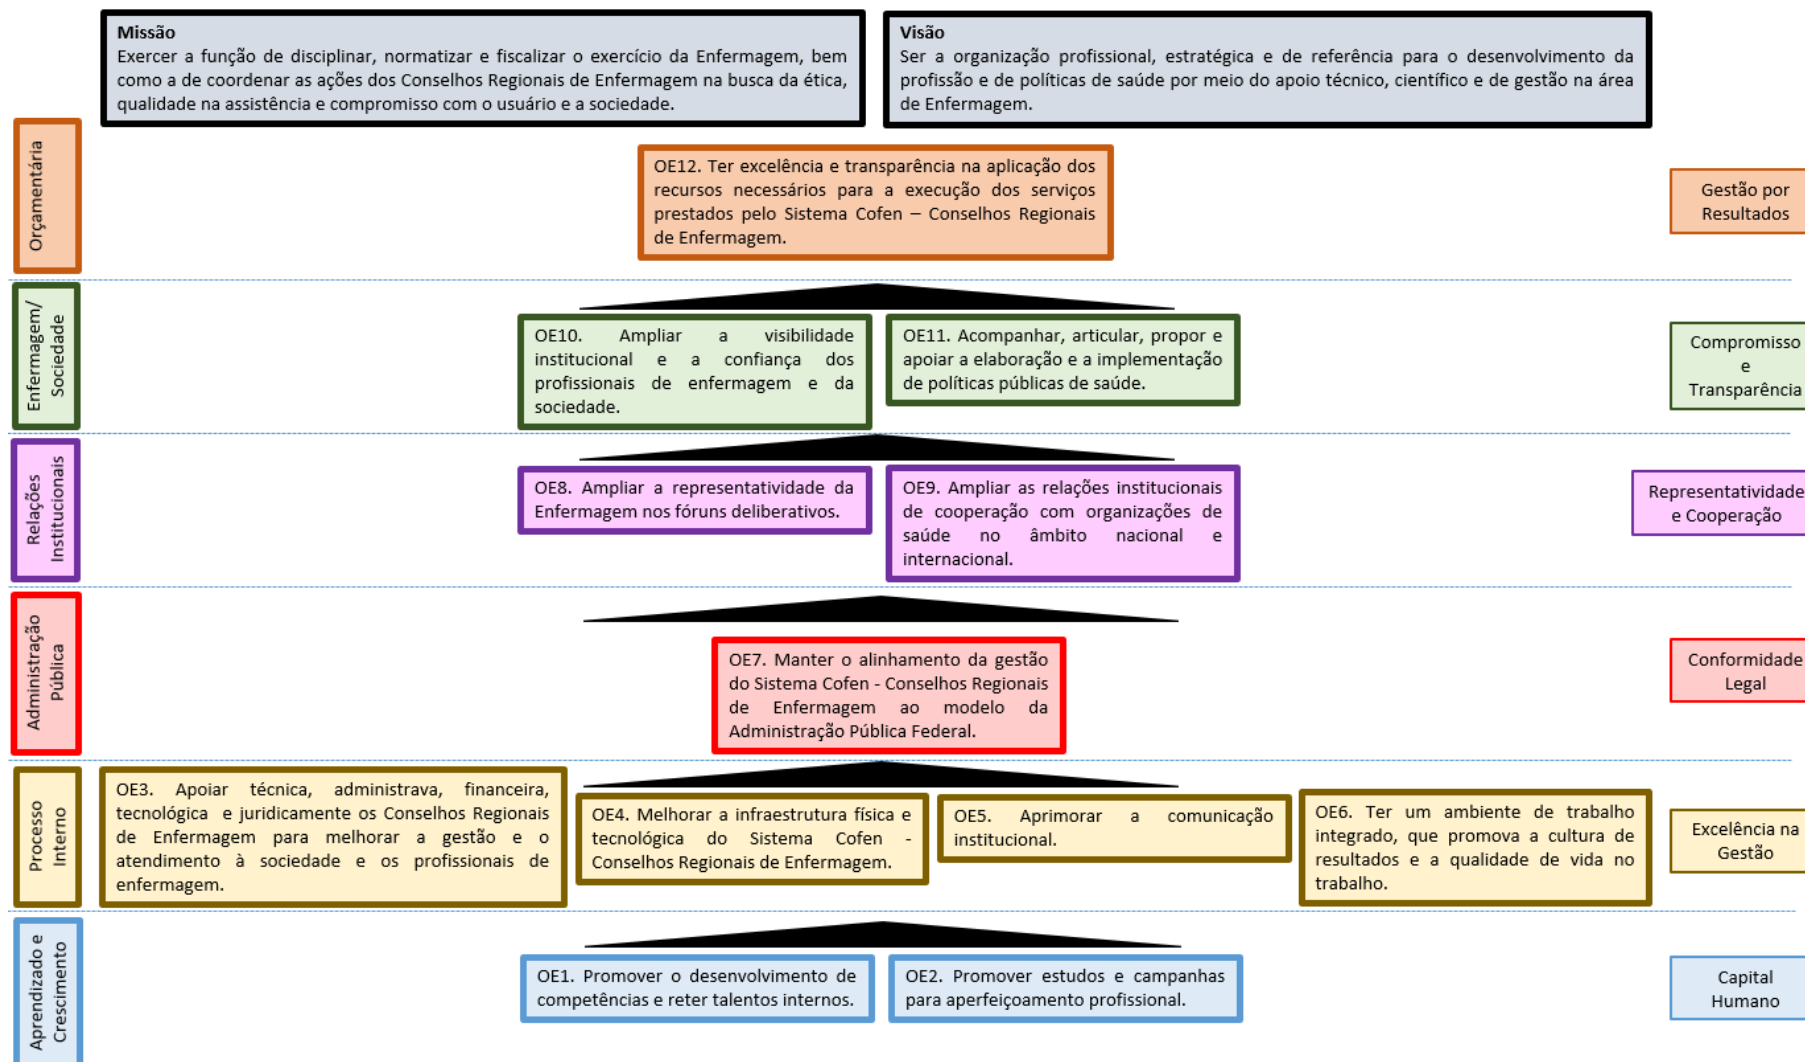 Missão
Exercer a função de disciplinar, normatizar e fiscalizar o exercício da Enfermagem, bem
como a de coordenar as ações dos Conselhos Regionais de Enfermagem na busca da ética,
qualidade na assistência e compromisso com o usuário e a sociedade.
Visão
Ser a organização profissional, estratégica e de referência para o desenvolvimento da
profissão e de políticas de saúde por meio do apoio técnico, científico e de gestão na área
de Enfermagem.
Orçamentária
OE12. Ter excelência e transparência na aplicação dos
recursos necessários para a execução dos serviços
prestados pelo Sistema Cofen – Conselhos Regionais
de Enfermagem.
Gestão por
Resultados
Enfermagem/
Sociedade
OE10. Ampliar a visibilidade
institucional e a confiança dos
profissionais de enfermagem e da
sociedade.
OE11. Acompanhar, articular, propor e
apoiar a elaboração e a implementação
de políticas públicas de saúde.
Compromisso
e
Transparência
Relações
Institucionais
OE8. Ampliar a representatividade da
Enfermagem nos fóruns deliberativos.
OE9. Ampliar as relações institucionais
de cooperação com organizações de
saúde no âmbito nacional e
internacional.
Representatividade
e Cooperação
Administração
Pública
OE7. Manter o alinhamento da gestão
do Sistema Cofen - Conselhos Regionais
de Enfermagem ao modelo da
Administração Pública Federal.
Conformidade
Legal
Processo
Interno
OE3. Apoiar técnica, administrava, financeira,
tecnológica e juridicamente os Conselhos Regionais
de Enfermagem para melhorar a gestão e o
atendimento à sociedade e os profissionais de
enfermagem.
OE4. Melhorar a infraestrutura física e
tecnológica do Sistema Cofen -
Conselhos Regionais de Enfermagem.
OE5. Aprimorar a comunicação
institucional.
OE6. Ter um ambiente de trabalho
integrado, que promova a cultura de
resultados e a qualidade de vida no
trabalho.
Excelência na
Gestão
Aprendizado e
Crescimento
OE1. Promover o desenvolvimento de
competências e reter talentos internos.
OE2. Promover estudos e campanhas
para aperfeiçoamento profissional.
Capital
Humano